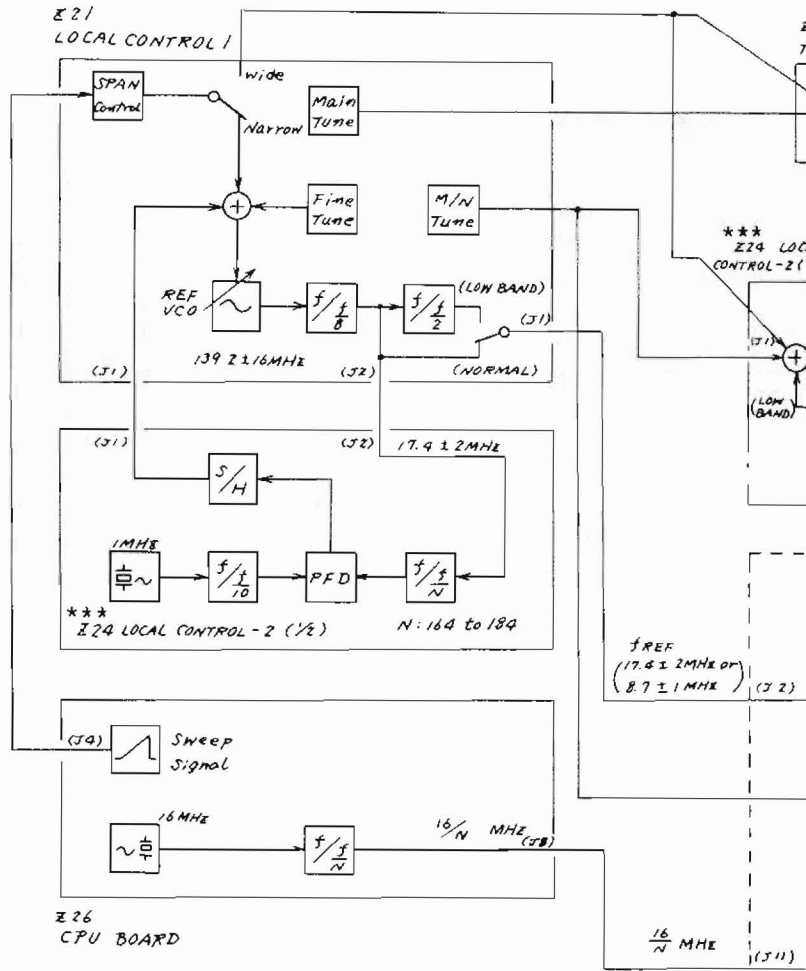 Z21
LOCAL CONTROL 1
wide
SPAN
Control
Narrow
Main
Tune
+
Fine
Tune
M/N
Tune
REF
VCO
f/f/8
f/f/2
(LOW BAND)
(J1)
139.2±16MHz
(J1)
(J2)
(NORMAL)
***
Z24
CONTROL-2 (
(J1)
+
(LOW
BAND)
(J1)
(J2)
17.4 ± 2MHz
S/H
1MHz
f/f/10
PFD
f/f/N
***
Z24 LOCAL CONTROL-2 (1/2)
N:164 to 184
fREF
(17.4 ± 2MHz or
8.7 ± 1MHz)
(J2)
(J4)
Sweep
Signal
16MHz
f/f/N
16/N MHz
(J8)
Z26
CPU BOARD
16/N MHz
(J11)